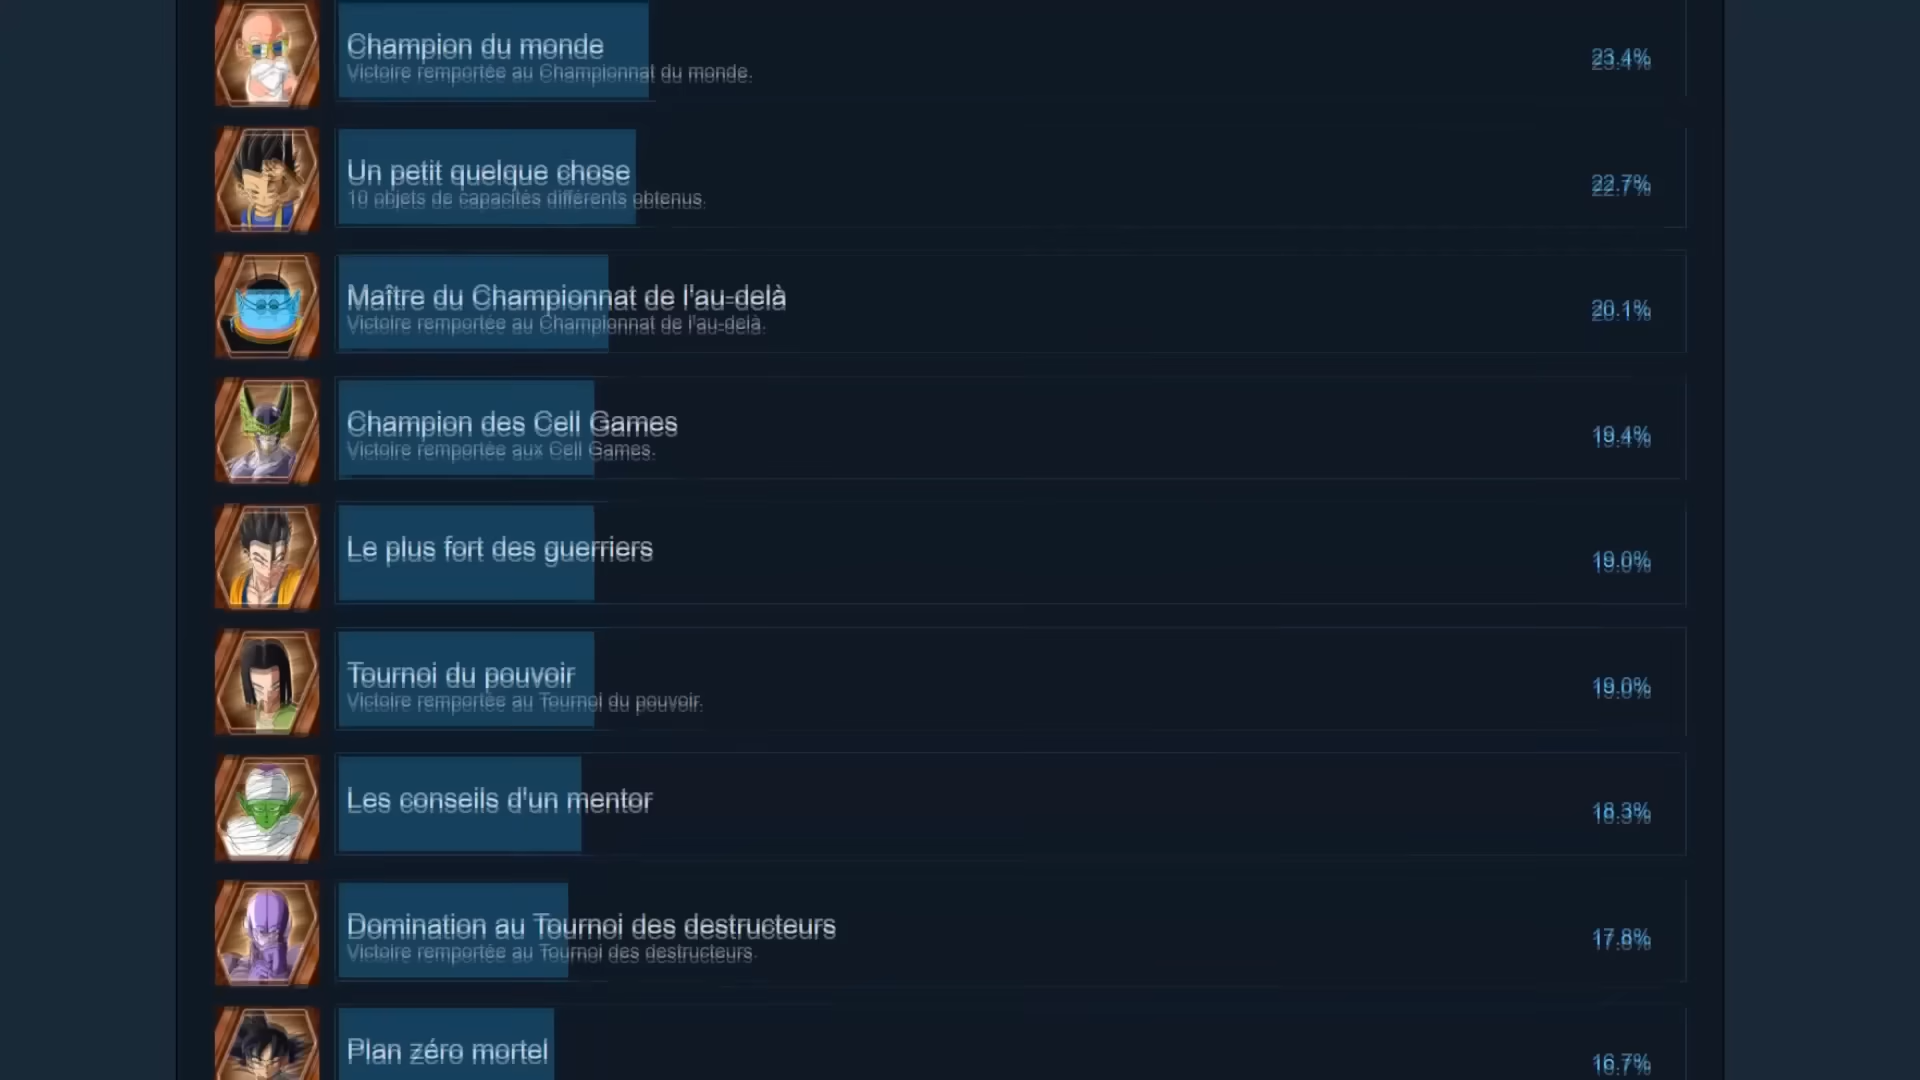 Champion du monde
Victoire remportée au Championnat du monde.
23.4%
Un petit quelque chose
10 objets de capacités différents obtenus.
22.7%
Maître du Championnat de l'au-delà
Victoire remportée au Championnat de l'au-delà.
20.1%
Champion des Cell Games
Victoire remportée aux Cell Games.
19.4%
Le plus fort des guerriers
19.0%
Tournoi du pouvoir
Victoire remportée au Tournoi du pouvoir.
19.0%
Les conseils d'un mentor
18.3%
Domination au Tournoi des destructeurs
Victoire remportée au Tournoi des destructeurs.
17.8%
Plan zéro mortel
16.7%